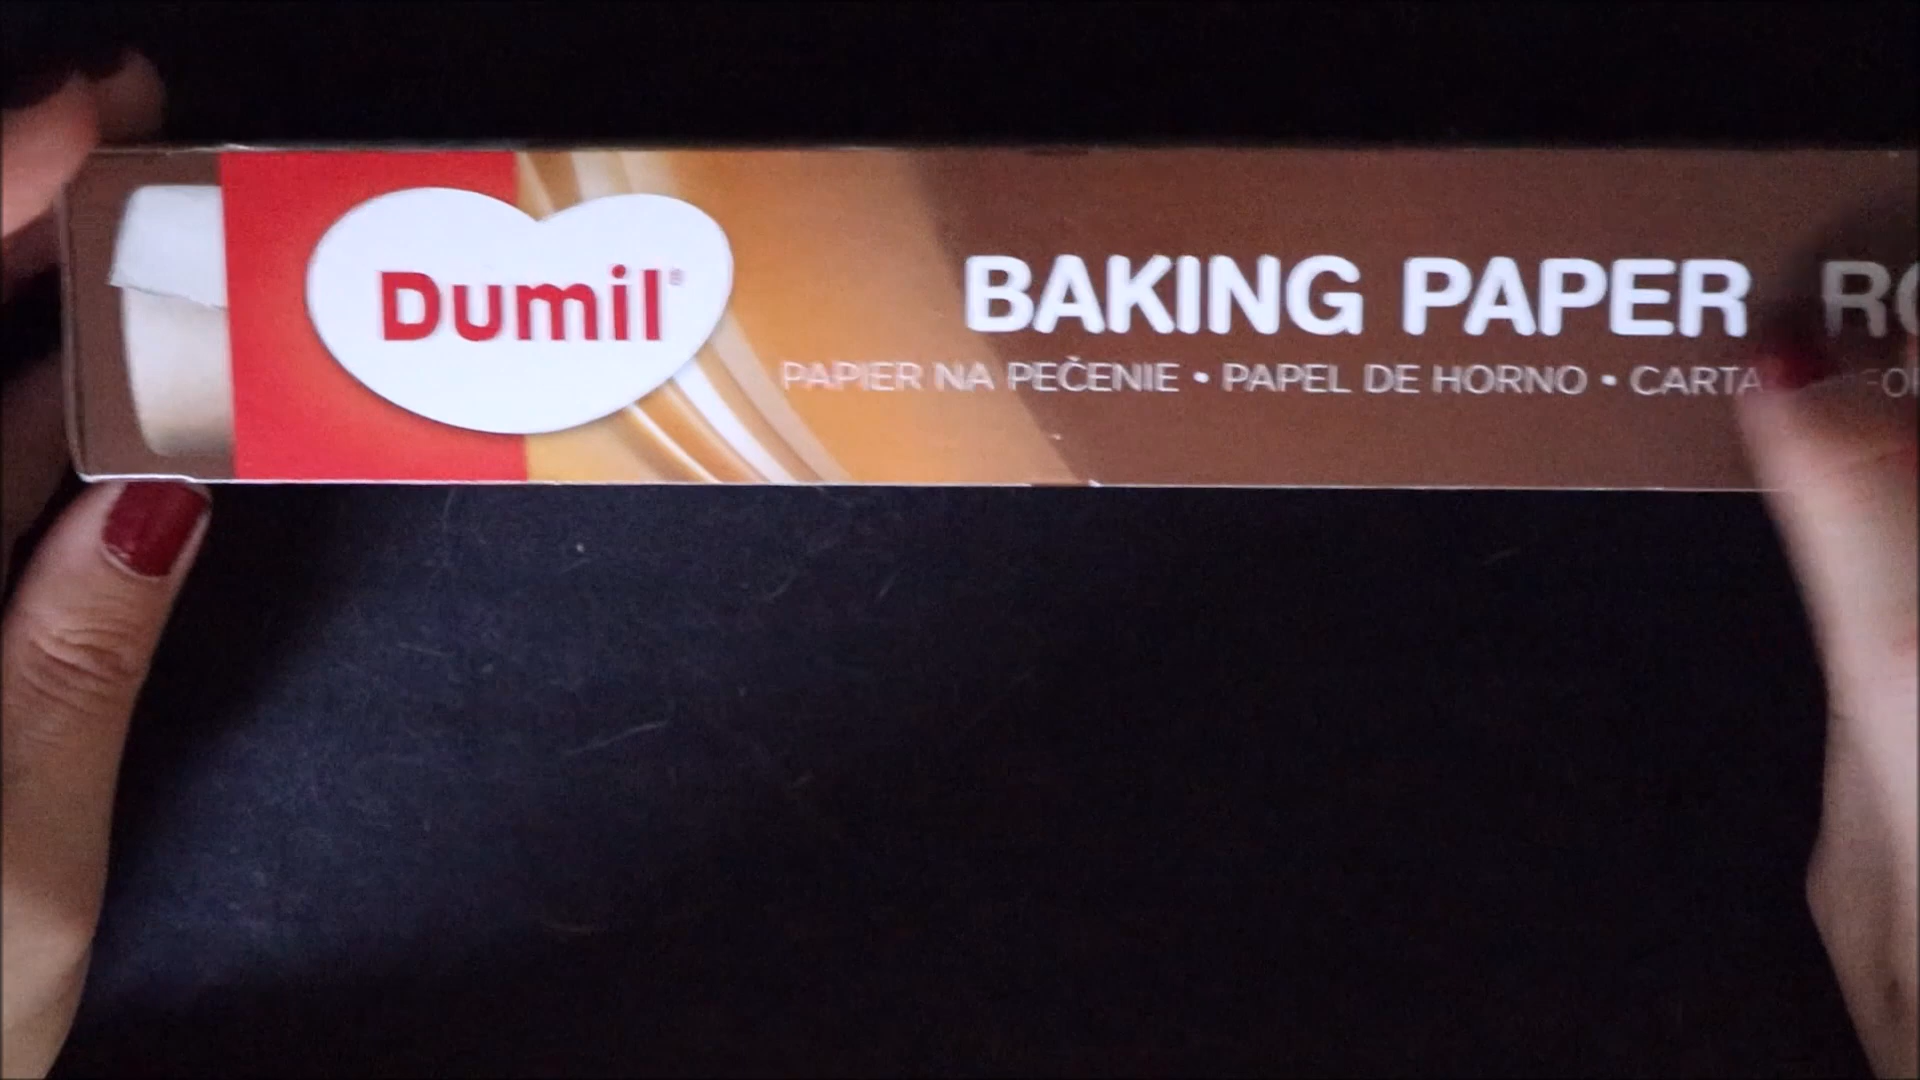 Dumil®
BAKING PAPER
PAPIER NA PEČENIE • PAPEL DE HORNO • CARTA